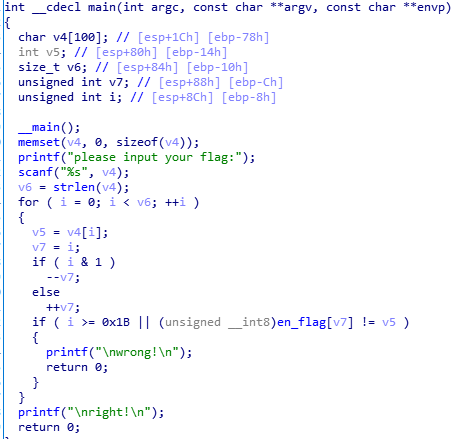 int __cdecl main(int argc, const char **argv, const char **envp)
{
char v4[100]; // [esp+1Ch] [ebp-78h]
int v5; // [esp+80h] [ebp-14h]
size_t v6; // [esp+84h] [ebp-10h]
unsigned int v7; // [esp+88h] [ebp-Ch]
unsigned int i; // [esp+8Ch] [ebp-8h]
__main();
memset(v4, 0, sizeof(v4));
printf("please input your flag:");
scanf("%s", v4);
v6 = strlen(v4);
for ( i = 0; i < v6; ++i )
{
v5 = v4[i];
v7 = i;
if ( i & 1 )
--v7;
else
++v7;
if ( i >= 0x1B || (unsigned __int8)en_flag[v7] != v5 )
{
printf("\nwrong!\n");
return 0;
}
}
printf("\nright!\n");
return 0;